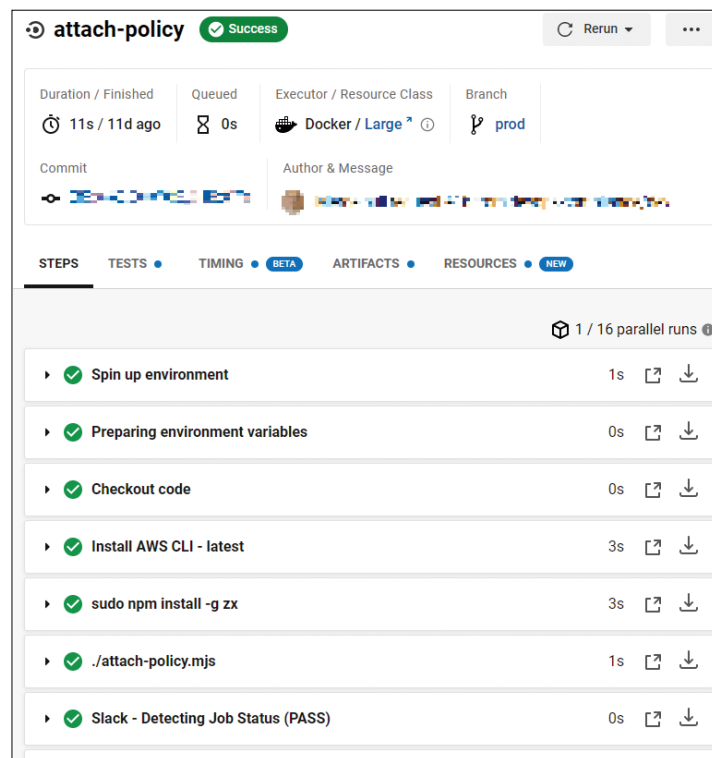 attach-policy Success Rerun
Duration / Finished Queued Executor / Resource Class Branch
11s / 11d ago 0s Docker / Large prod
Commit Author & Message
STEPS TESTS TIMING BETA ARTIFACTS RESOURCES NEW
1 / 16 parallel runs
Spin up environment 1s
Preparing environment variables 0s
Checkout code 0s
Install AWS CLI - latest 3s
sudo npm install -g zx 3s
./attach-policy.mjs 1s
Slack - Detecting Job Status (PASS) 0s